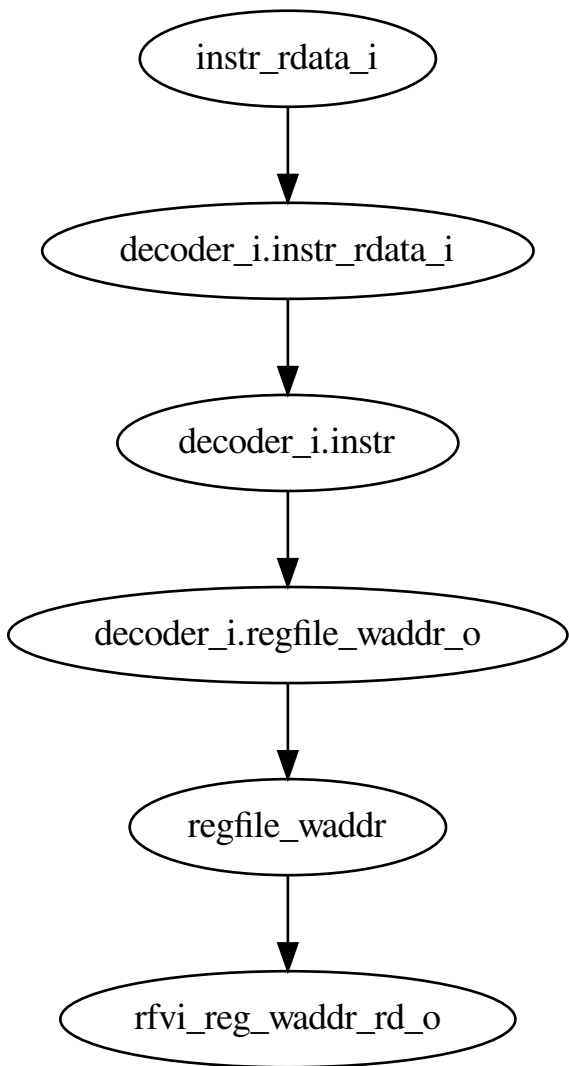 instr_rdata_i
decoder_i.instr_rdata_i
decoder_i.instr
decoder_i.regfile_waddr_o
regfile_waddr
rfvi_reg_waddr_rd_o